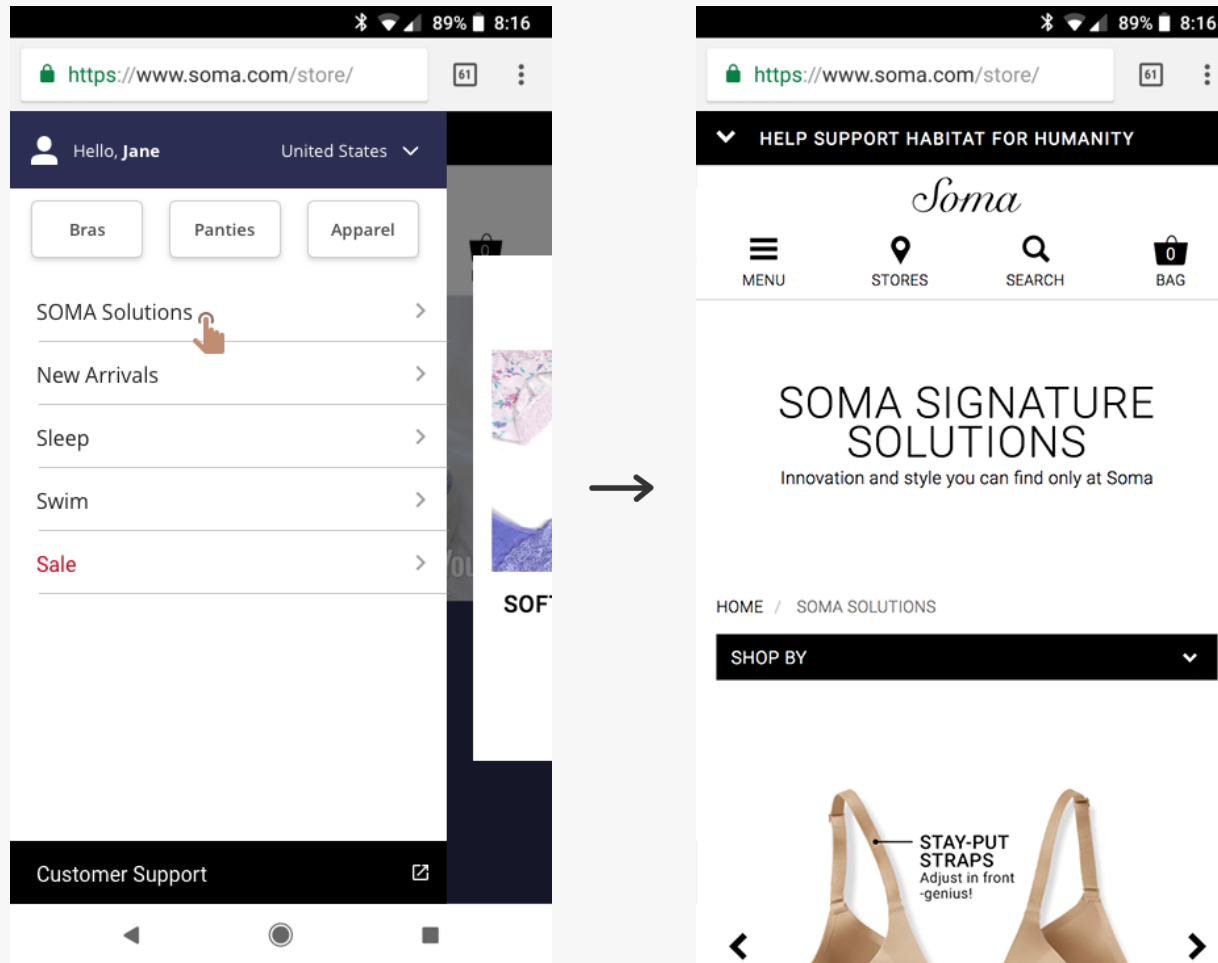 89% 8:16
https://www.soma.com/store/ 61
Hello, Jane United States
Bras Panties Apparel
0
SOMA Solutions
New Arrivals
Sleep
Swim
Sale
SOF
Customer Support
89% 8:16
https://www.soma.com/store/ 61
HELP SUPPORT HABITAT FOR HUMANITY
Soma
0
MENU STORES SEARCH BAG
SOMA SIGNATURE
SOLUTIONS
Innovation and style you can find only at Soma
HOME / SOMA SOLUTIONS
SHOP BY
STAY-PUT
STRAPS
Adjust in front
-genius!